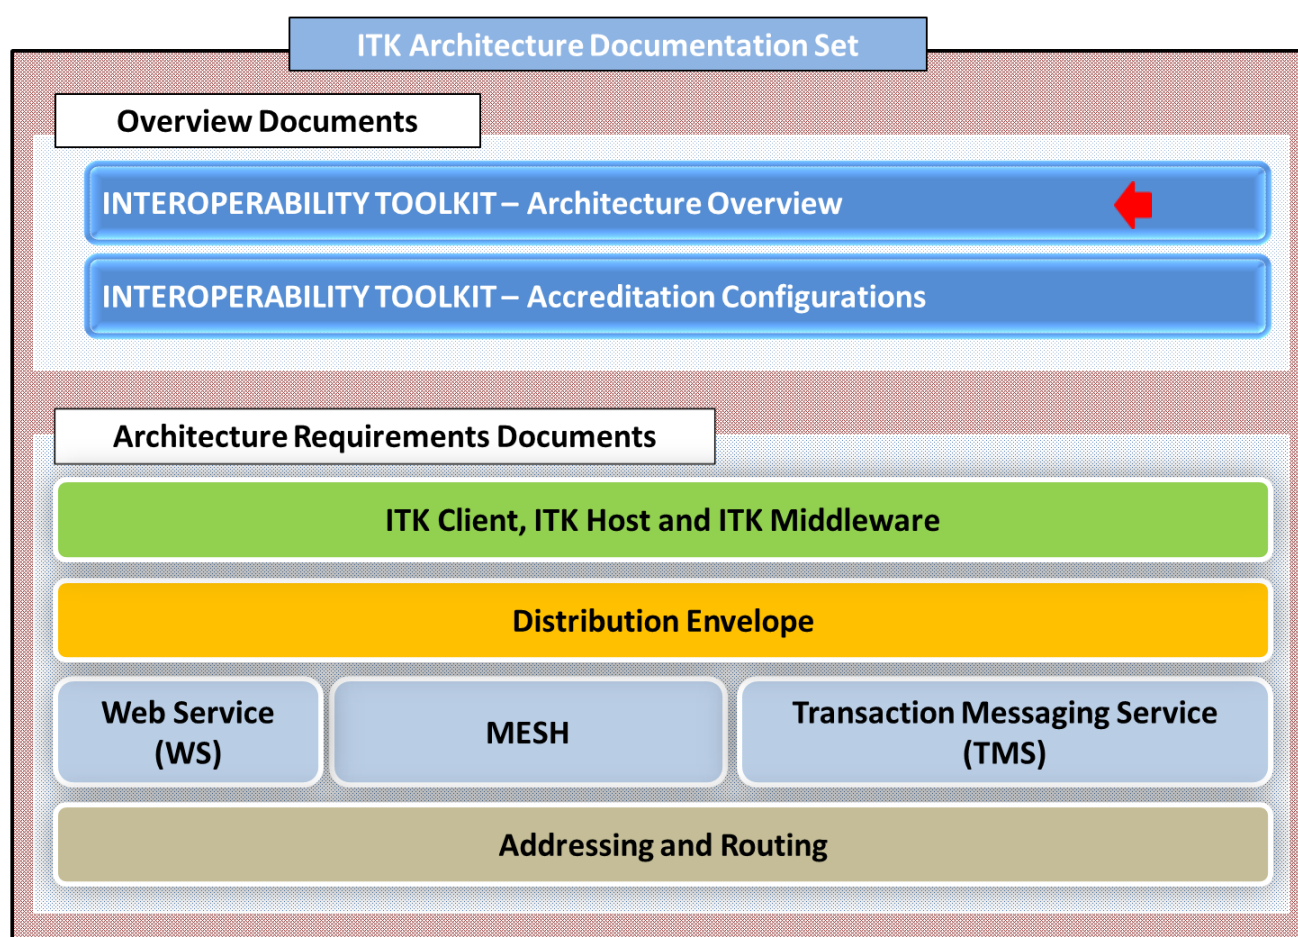 ITK Architecture Documentation Set
Overview Documents
INTEROPERABILITY TOOLKIT – Architecture Overview
INTEROPERABILITY TOOLKIT – Accreditation Configurations
Architecture Requirements Documents
ITK Client, ITK Host and ITK Middleware
Distribution Envelope
Web Service
(WS)
MESH
Transaction Messaging Service
(TMS)
Addressing and Routing